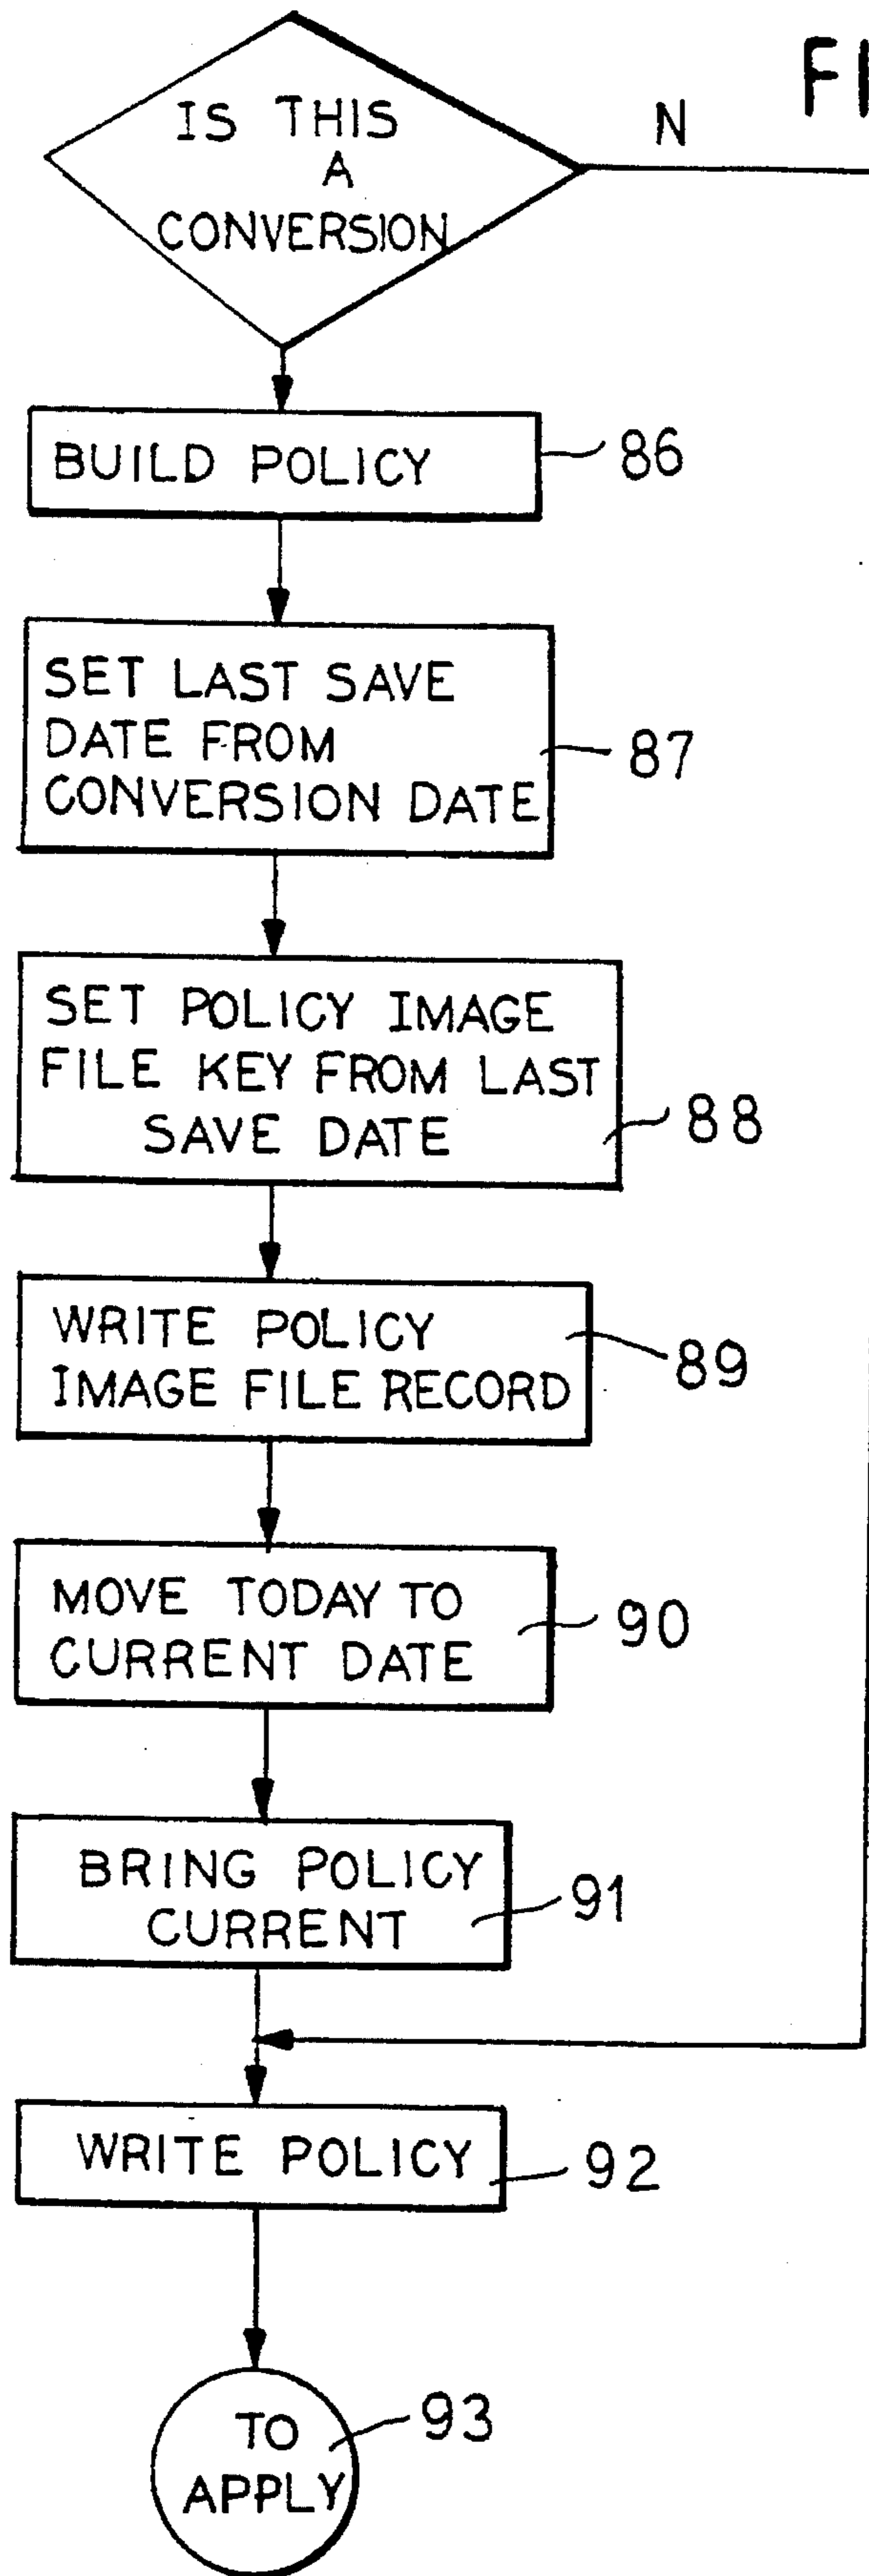 FI
IS THIS
A
CONVERSION
N
BUILD POLICY
86
SET LAST SAVE
DATE FROM
CONVERSION DATE
87
SET POLICY IMAGE
FILE KEY FROM LAST
SAVE DATE
88
WRITE POLICY
IMAGE FILE RECORD
89
MOVE TODAY TO
CURRENT DATE
90
BRING POLICY
CURRENT
91
WRITE POLICY
92
TO
APPLY
93